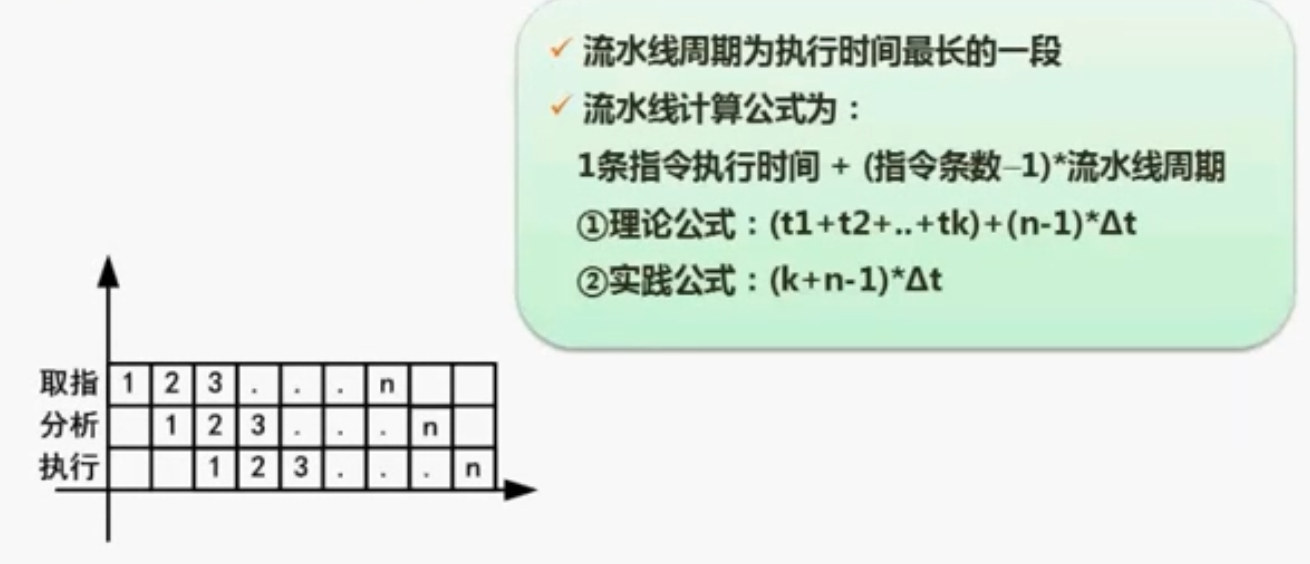 流水线周期为执行时间最长的一段
流水线计算公式为：
1条指令执行时间 + (指令条数–1)*流水线周期
①理论公式：(t1+t2+..+tk)+(n-1)*Δt
②实践公式：(k+n-1)*Δt
取指 1 2 3 . . . n
分析 1 2 3 . . . n
执行 1 2 3 . . . n